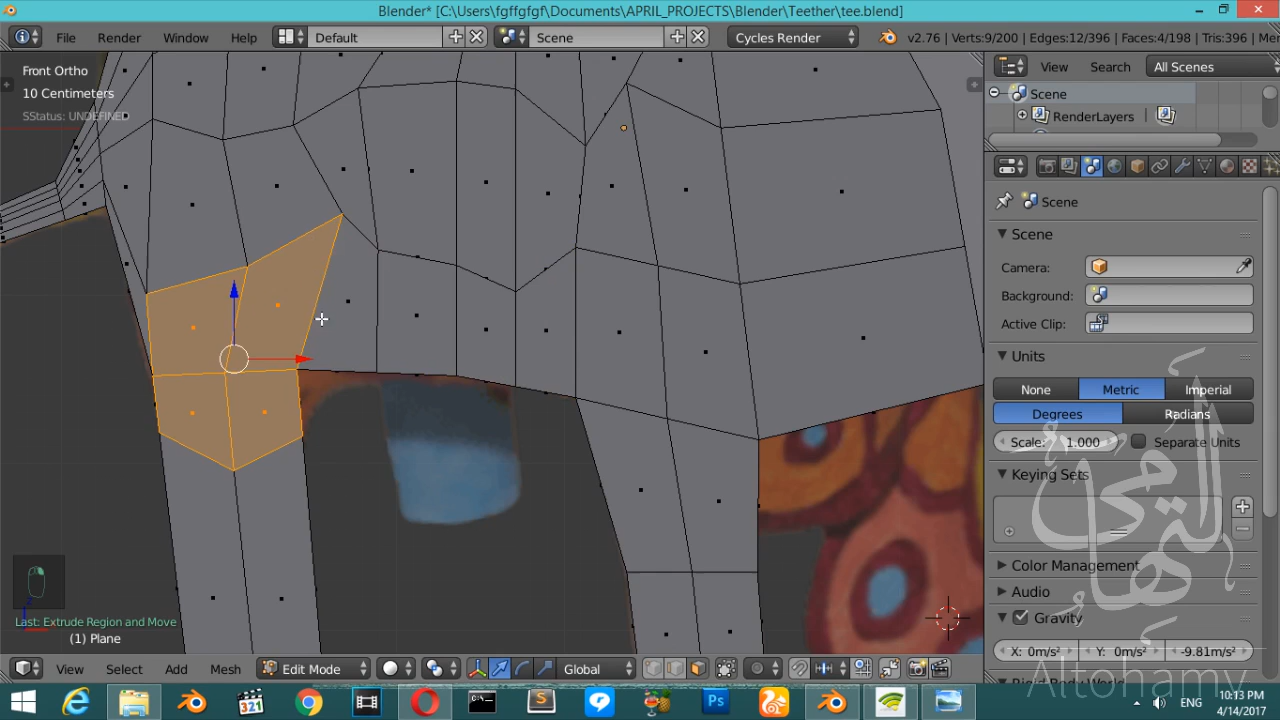 Blender* [C:\Users\fgffgfgf\Documents\APRIL_PROJECTS\Blender\Teether\tee.blend]
File Render Window Help Default Scene Cycles Render v2.76 | Verts:9/200 | Edges:12/396 | Faces:4/198 | Tris:396 |
Front Ortho
10 Centimeters
SStatus: UNDEFINED
View Search All Scenes
Scene
RenderLayers
Scene
Scene
Camera:
Background:
Active Clip:
Units
None Metric Imperial
Degrees Radians
Scale: 1.000 Separate Units
Keying Sets
Color Management
Audio
Gravity
X: 0m/s² Y: 0m/s² -9.81m/s²
Last: Extrude Region and Move
(1) Plane
View Select Add Mesh Edit Mode Global
321
Ps
10:13 PM
4/14/2017